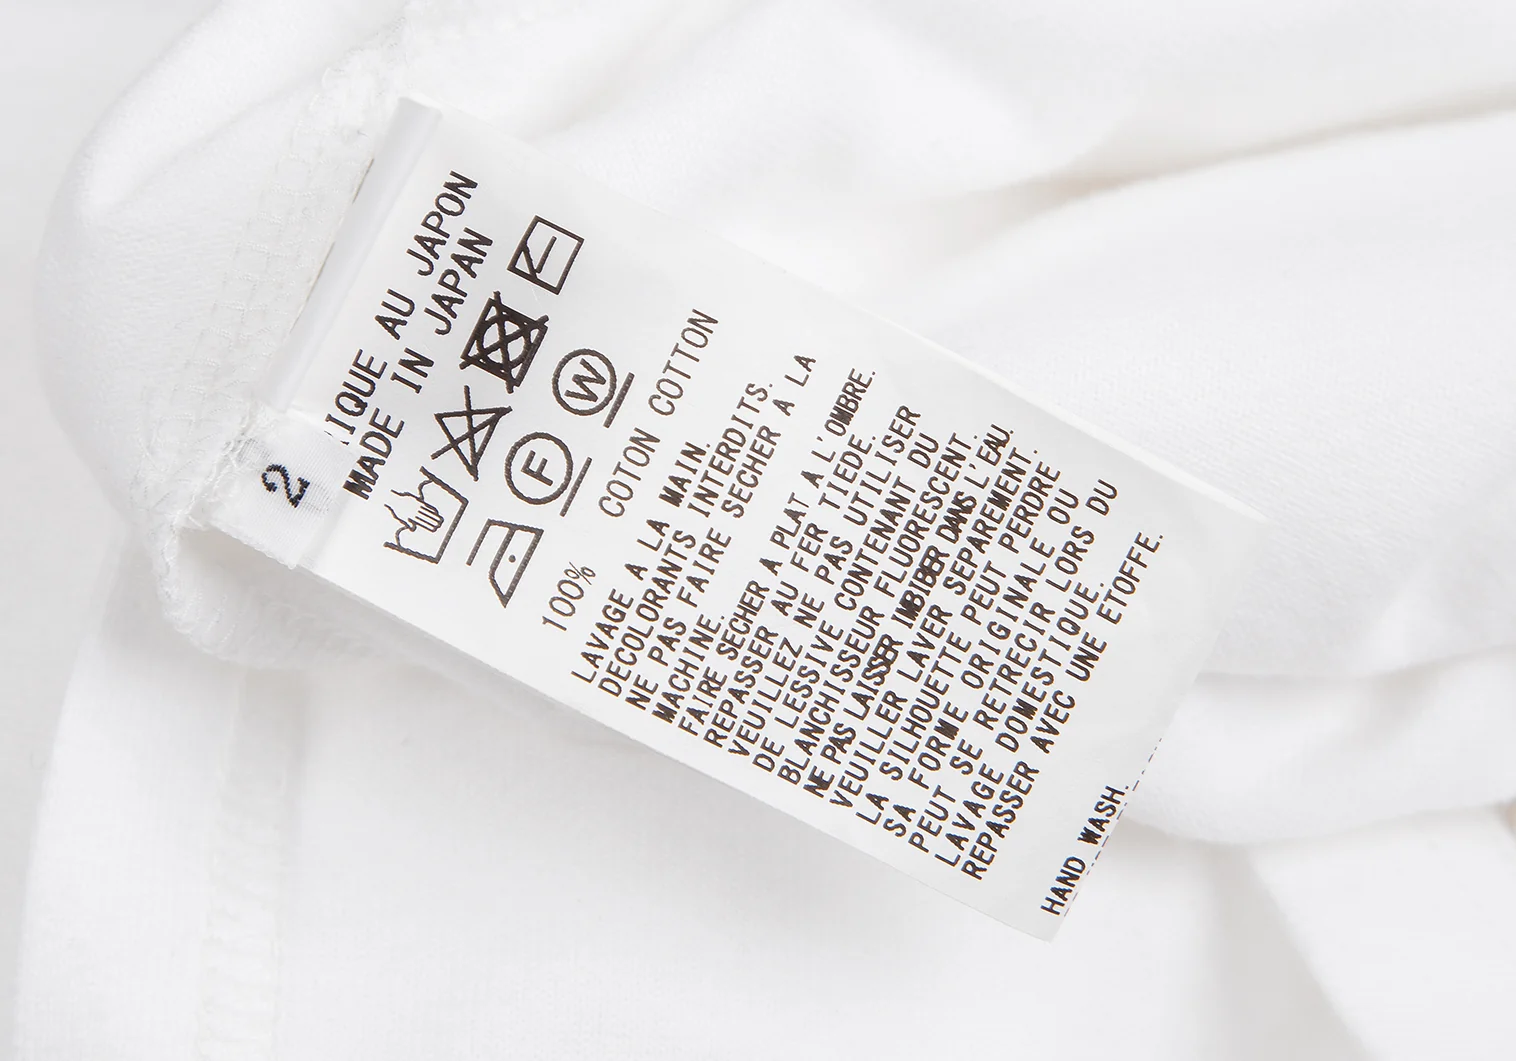 2
IQUE AU JAPON
MADE IN JAPAN
F
W
100% COTON COTTON
LAVAGE A LA MAIN.
DECOLORANTS INTERDITS.
NE PAS FAIRE SECHER À LA
MACHINE.
FAIRE SECHER A PLAT A L'OMBRE.
REPASSER AU FER TIEDE.
VEUILLEZ NE PAS UTILISER
DE LESSIVE CONTENANT DU
BLANCHISSEUR FLUORESCENT.
NE PAS LAISSER IMBIBER DANS L'EAU.
VEUILLER LAVER SEPAREMENT.
LA SILHOUETTE PEUT PERDRE
SA FORME ORIGINALE OU
PEUT SE RETRECIR LORS DU
LAVAGE DOMESTIQUE.
REPASSER AVEC UNE ETOFFE.
HAND WASH.